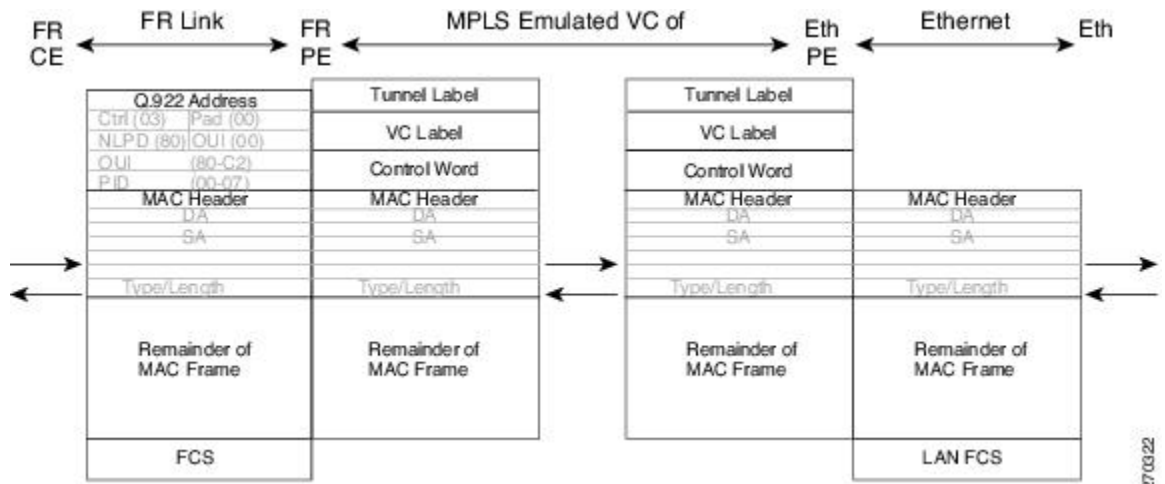 FR Link MPLS Emulated VC of Ethernet
FR CE FR PE Eth PE Eth
Q.922 Address Tunnel Label Tunnel Label
Ctrl (03) Pad (00)
VC Label VC Label
NLPD (80) OUI (00)
OUI (80-C2)
Control Word Control Word
PID (00-07)
MAC Header MAC Header MAC Header MAC Header
DA DA DA DA
SA SA SA SA
Type/Length Type/Length Type/Length Type/Length
Remainder of Remainder of Remainder of Remainder of
MAC Frame MAC Frame MAC Frame MAC Frame
FCS LAN FCS
270322